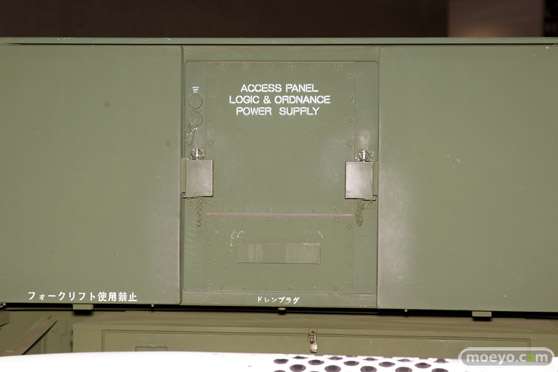 ACCESS PANEL
LOGIC & ORDNANCE
POWER SUPPLY
フォークリフト使用禁止
ドレンプラグ
moeyo.com